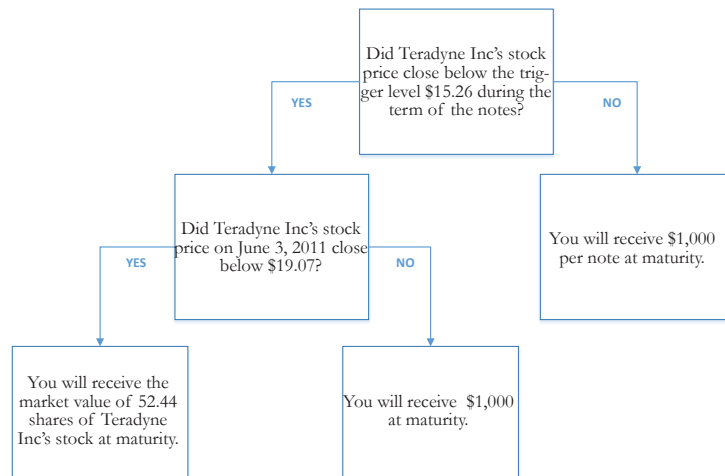 Did Teradyne Inc's stock
price close below the trig-
ger level $15.26 during the
term of the notes?
YES
NO
Did Teradyne Inc's stock
price on June 3, 2011 close
below $19.07?
You will receive $1,000
per note at maturity.
YES
NO
You will receive the
market value of 52.44
shares of Teradyne
Inc's stock at maturity.
You will receive $1,000
at maturity.